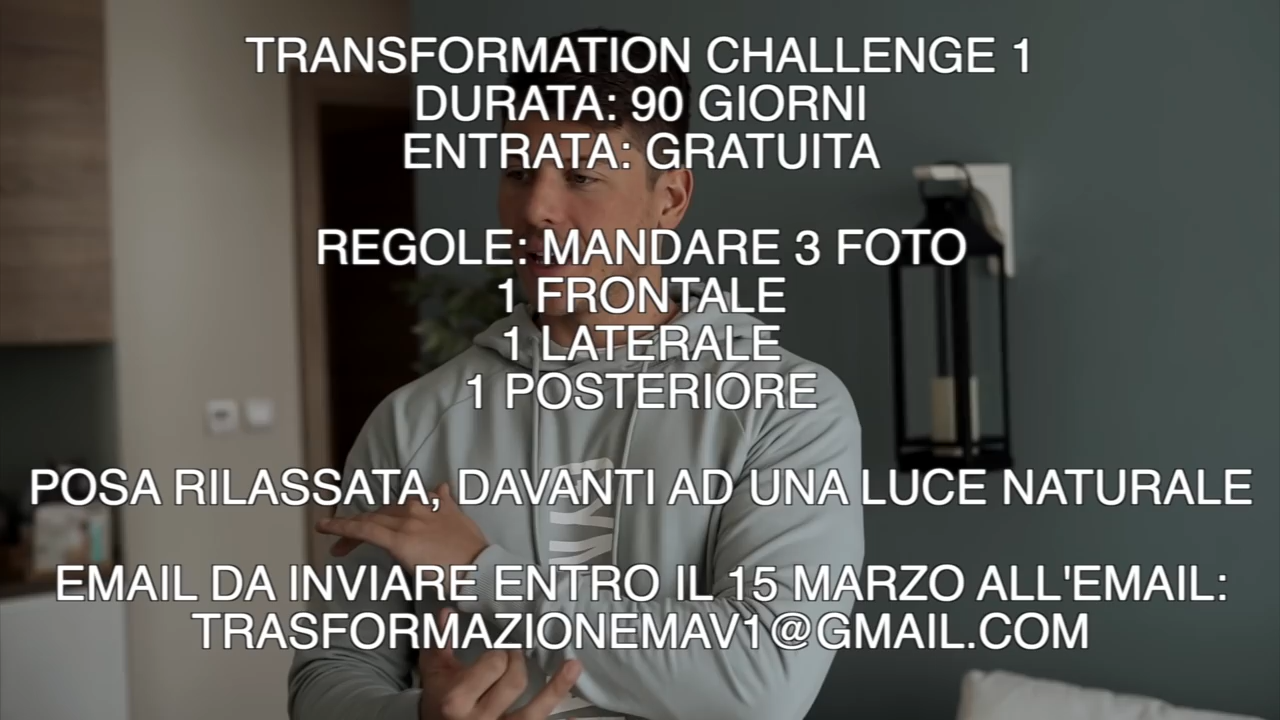 TRANSFORMATION CHALLENGE 1
DURATA: 90 GIORNI
ENTRATA: GRATUITA
REGOLE: MANDARE 3 FOTO
1 FRONTALE
1 LATERALE
1 POSTERIORE
POSA RILASSATA, DAVANTI AD UNA LUCE NATURALE
EMAIL DA INVIARE ENTRO IL 15 MARZO ALL'EMAIL:
TRASFORMAZIONEMAV1@GMAIL.COM